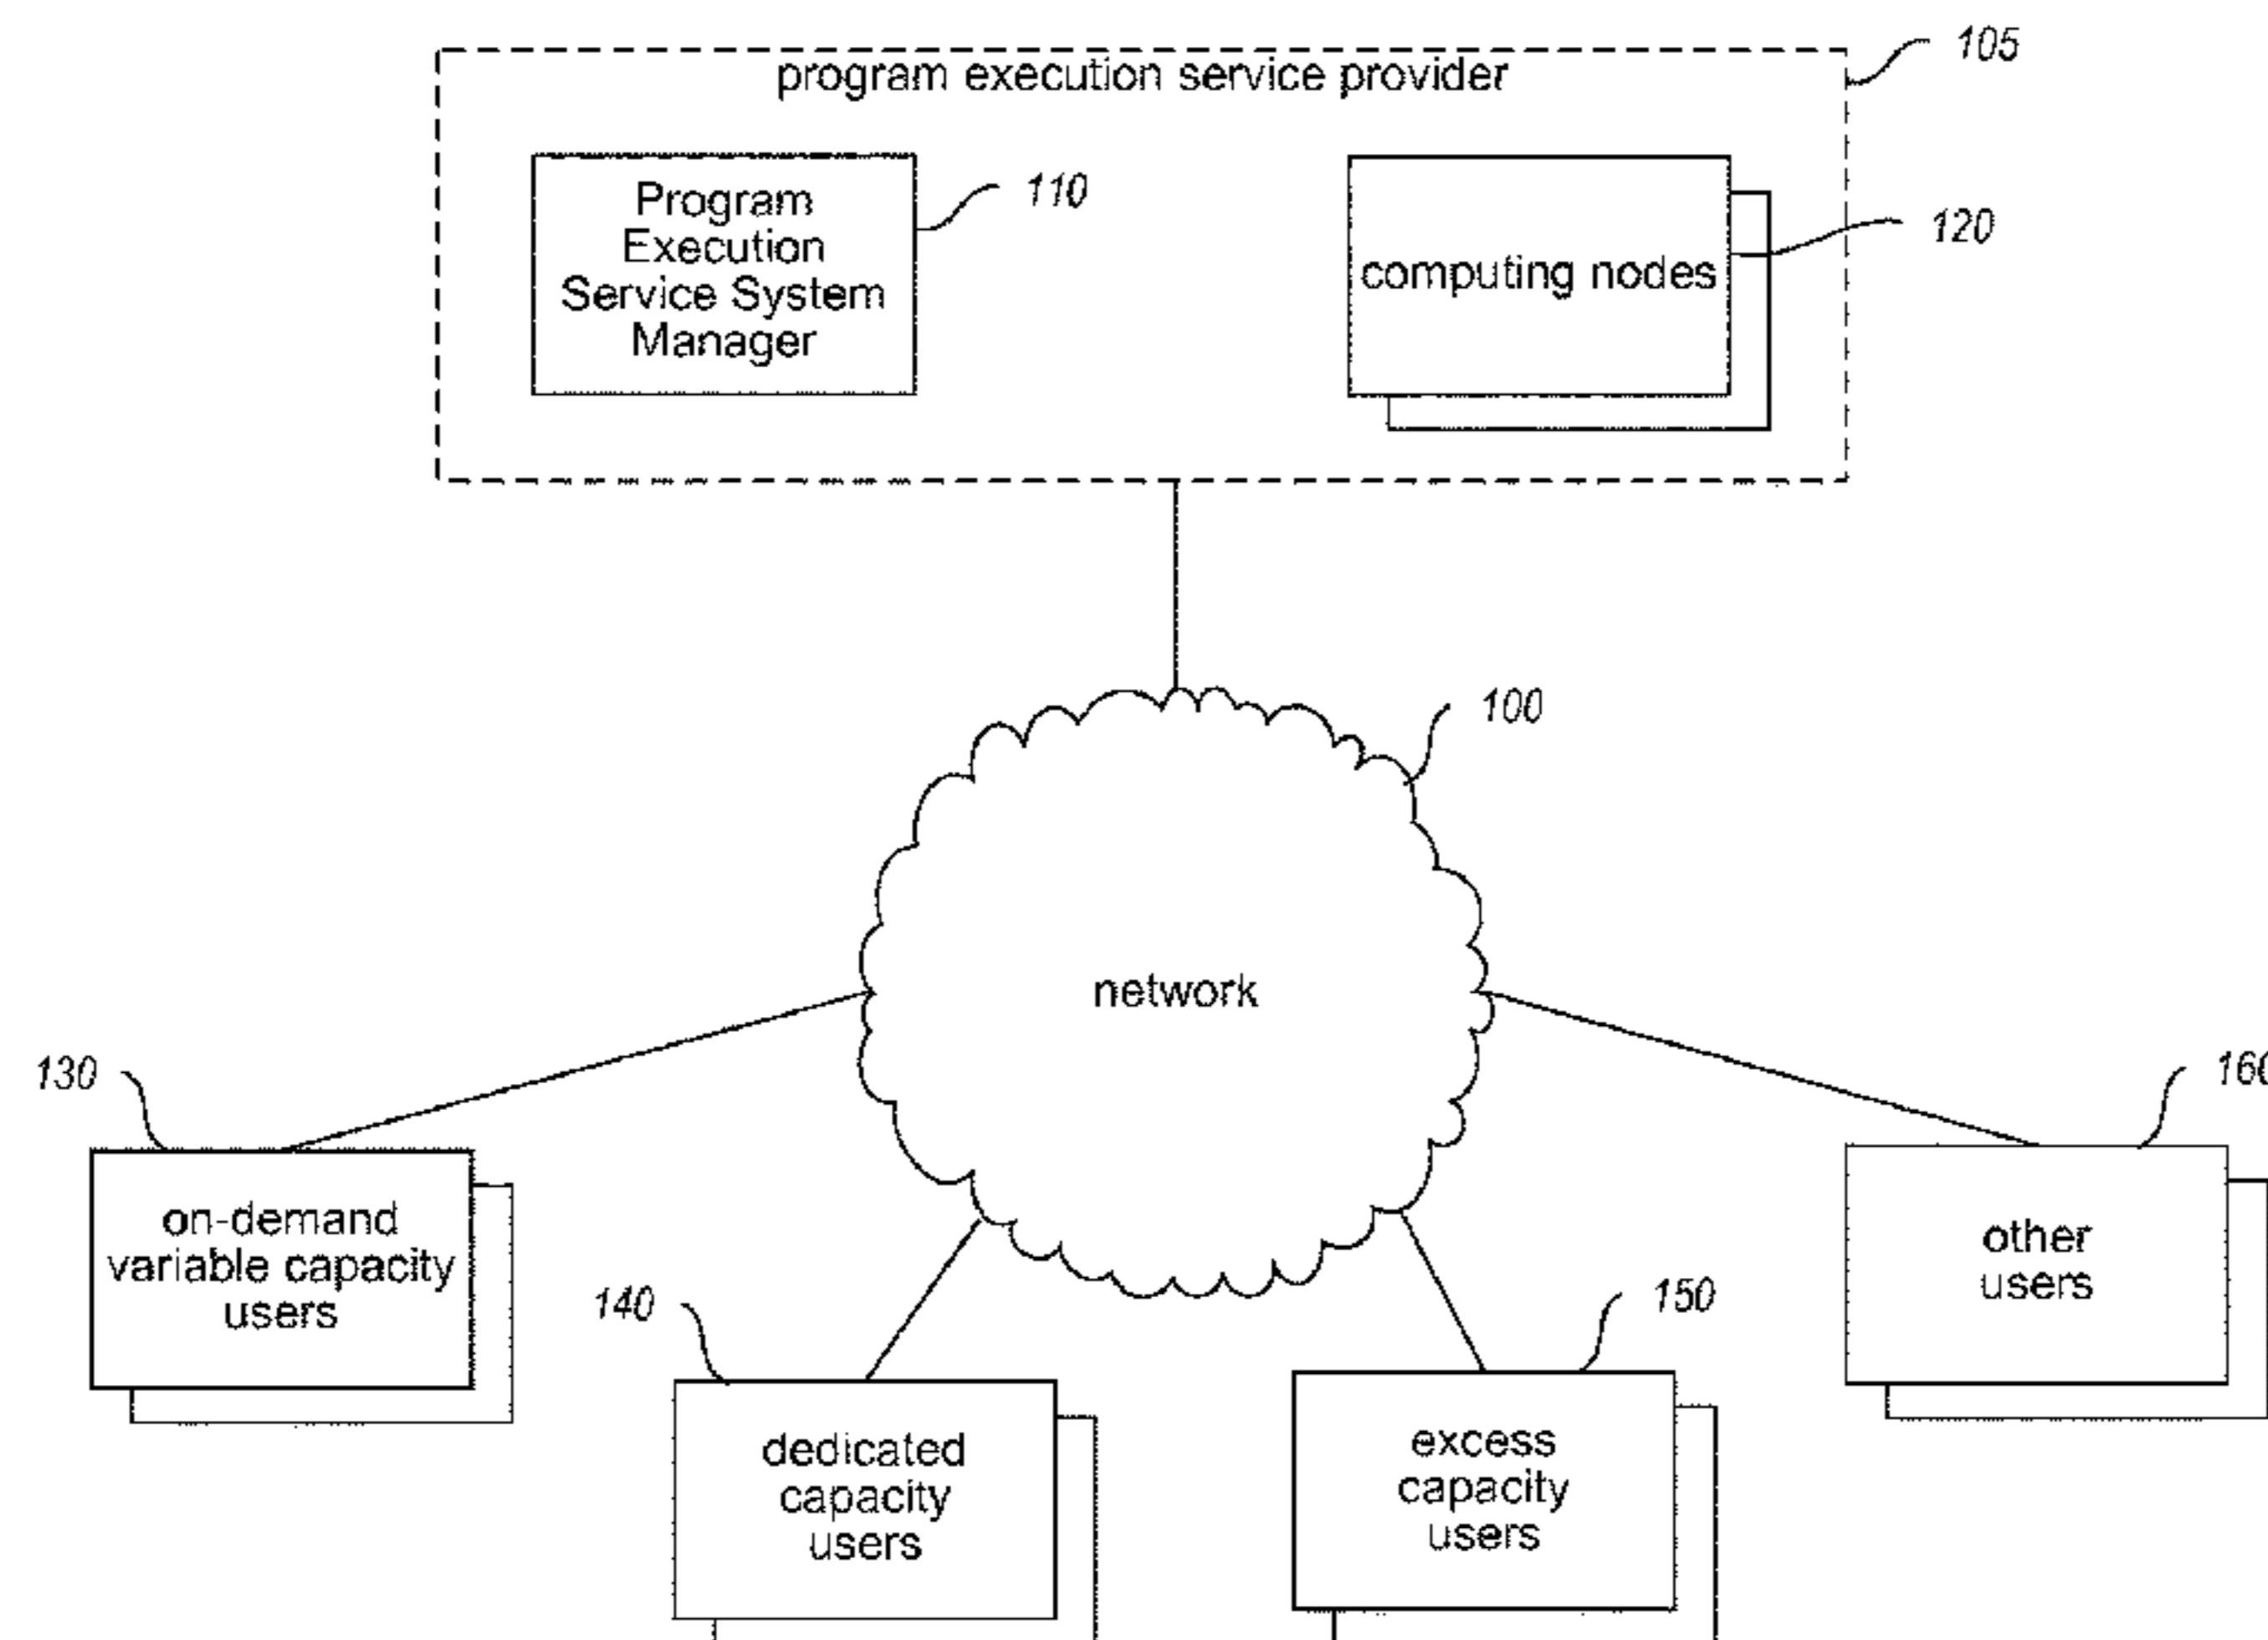 105
program execution service provider
Program
Execution
Service System
Manager
110
computing nodes
120
100
network
130
on-demand
variable capacity
users
140
dedicated
capacity
users
150
excess
capacity
users
160
other
users